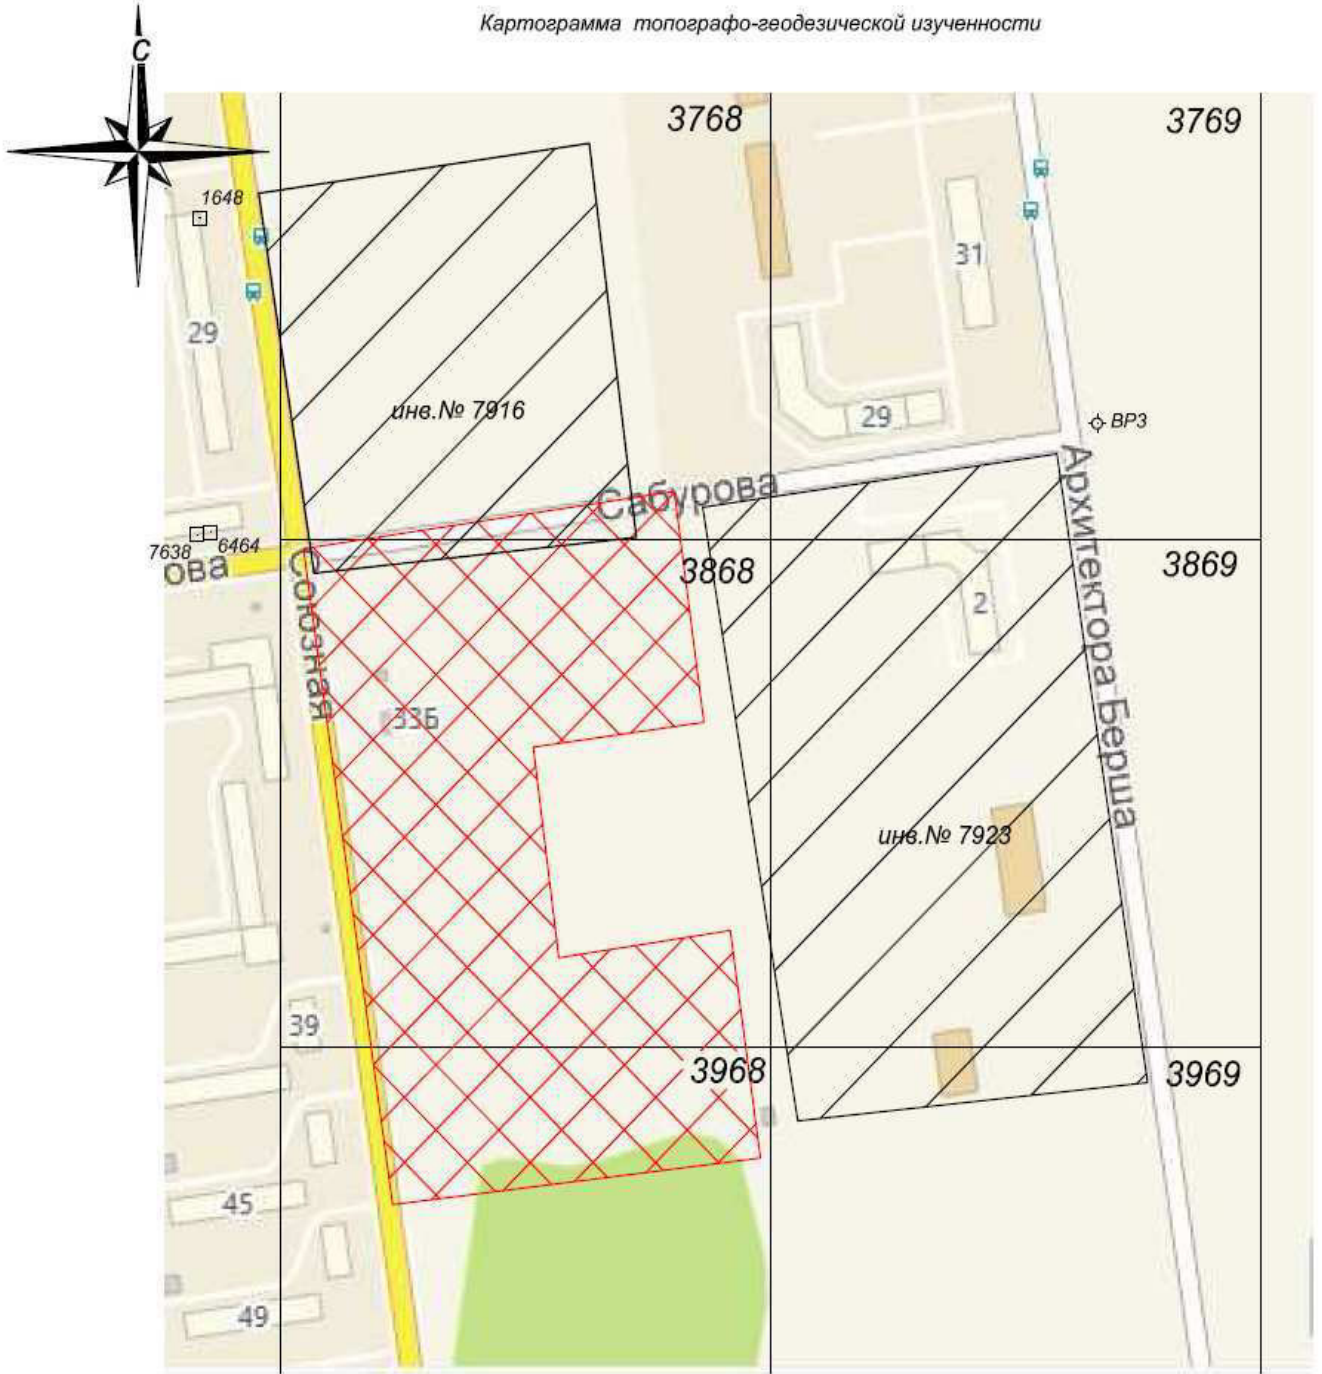 Картограмма топографо-геодезической изученности
С
3768
3769
1648
31
29
инв.№ 7916
29
ВР3
Сабурова
7638
6464
ова
Союзная
3868
3869
Архитектора Берша
2
33Б
инв.№ 7923
39
3968
3969
45
49